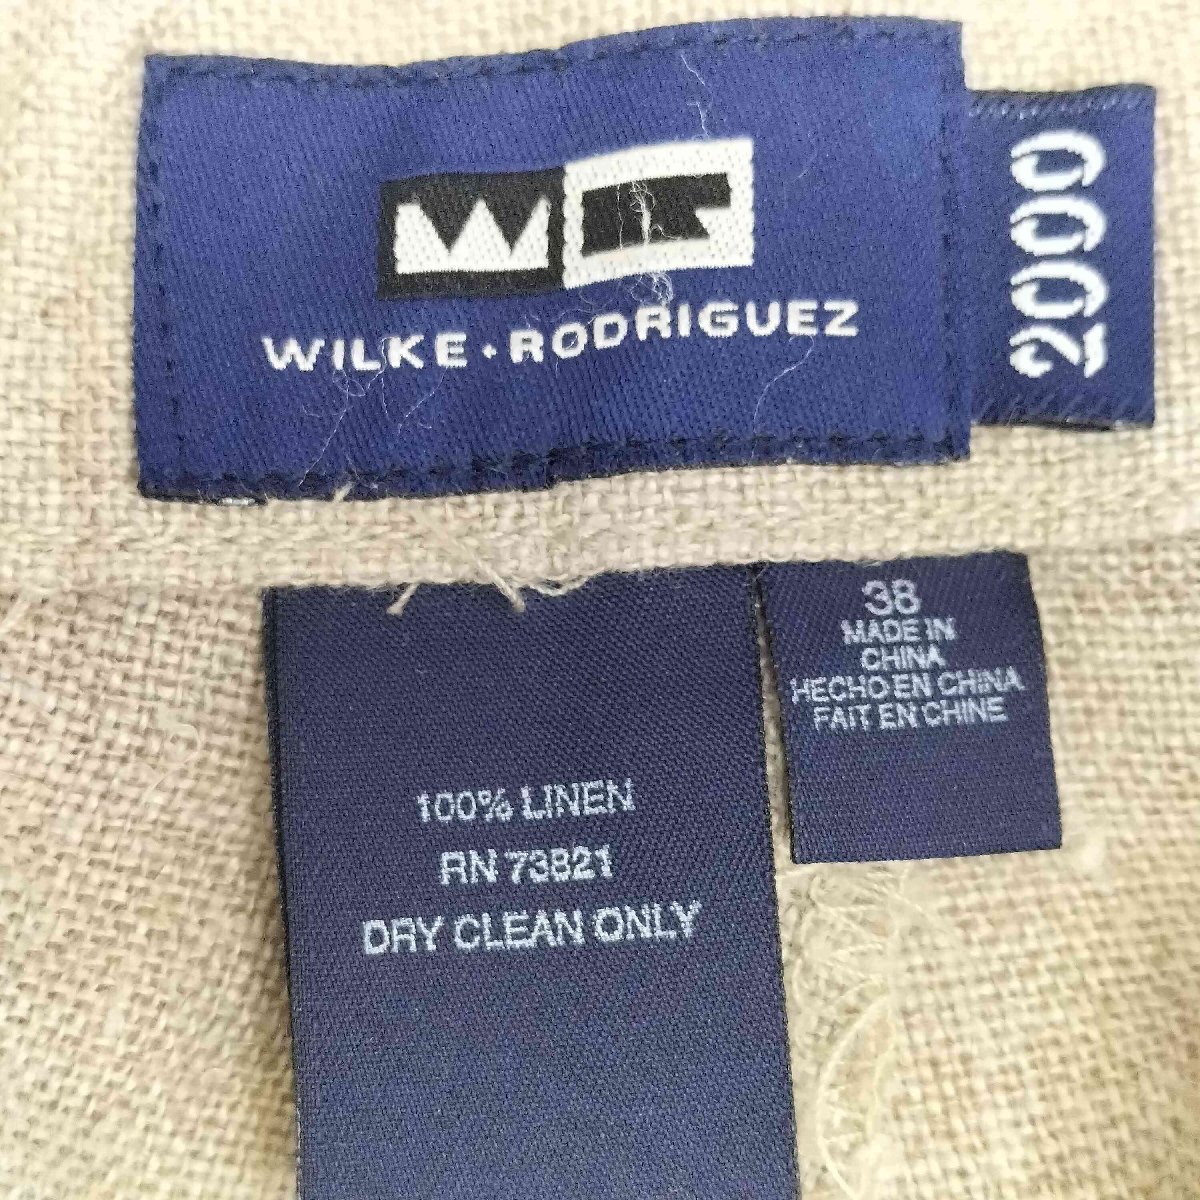 WR
WILKE • RODRIGUEZ
2000
38
MADE IN
CHINA
HECHO EN CHINA
FAIT EN CHINE
100% LINEN
RN 73821
DRY CLEAN ONLY